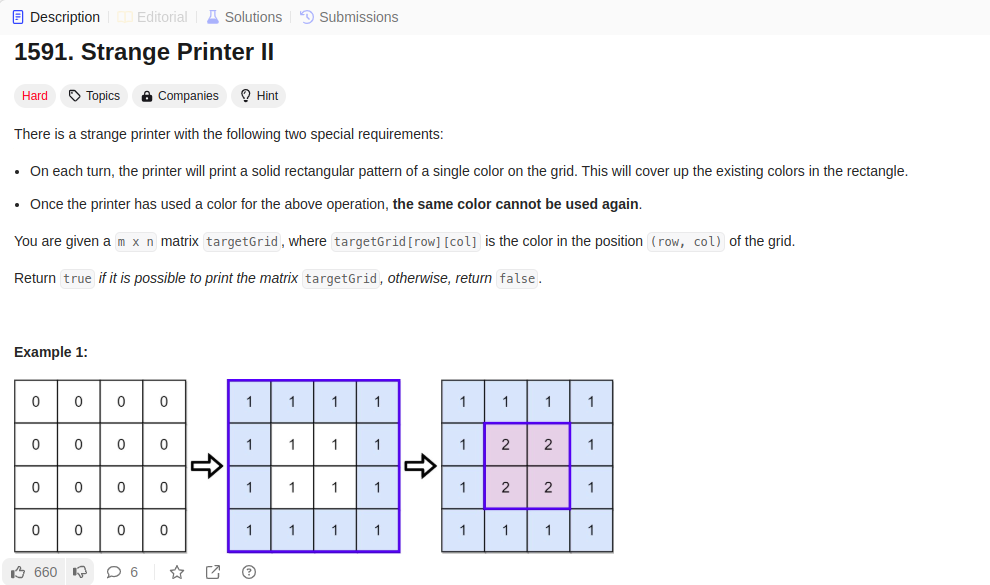 Description Editorial Solutions Submissions
1591. Strange Printer II
Hard Topics Companies Hint
There is a strange printer with the following two special requirements:
• On each turn, the printer will print a solid rectangular pattern of a single color on the grid. This will cover up the existing colors in the rectangle.
• Once the printer has used a color for the above operation, the same color cannot be used again.
You are given a m x n matrix targetGrid, where targetGrid[row][col] is the color in the position (row, col) of the grid.
Return true if it is possible to print the matrix targetGrid, otherwise, return false.
Example 1:
0 0 0 0 1 1 1 1 1 1 1 1
0 0 0 0 1 1 1 1 1 2 2 1
0 0 0 0 1 1 1 1 1 2 2 1
0 0 0 0 1 1 1 1 1 1 1 1
660 6